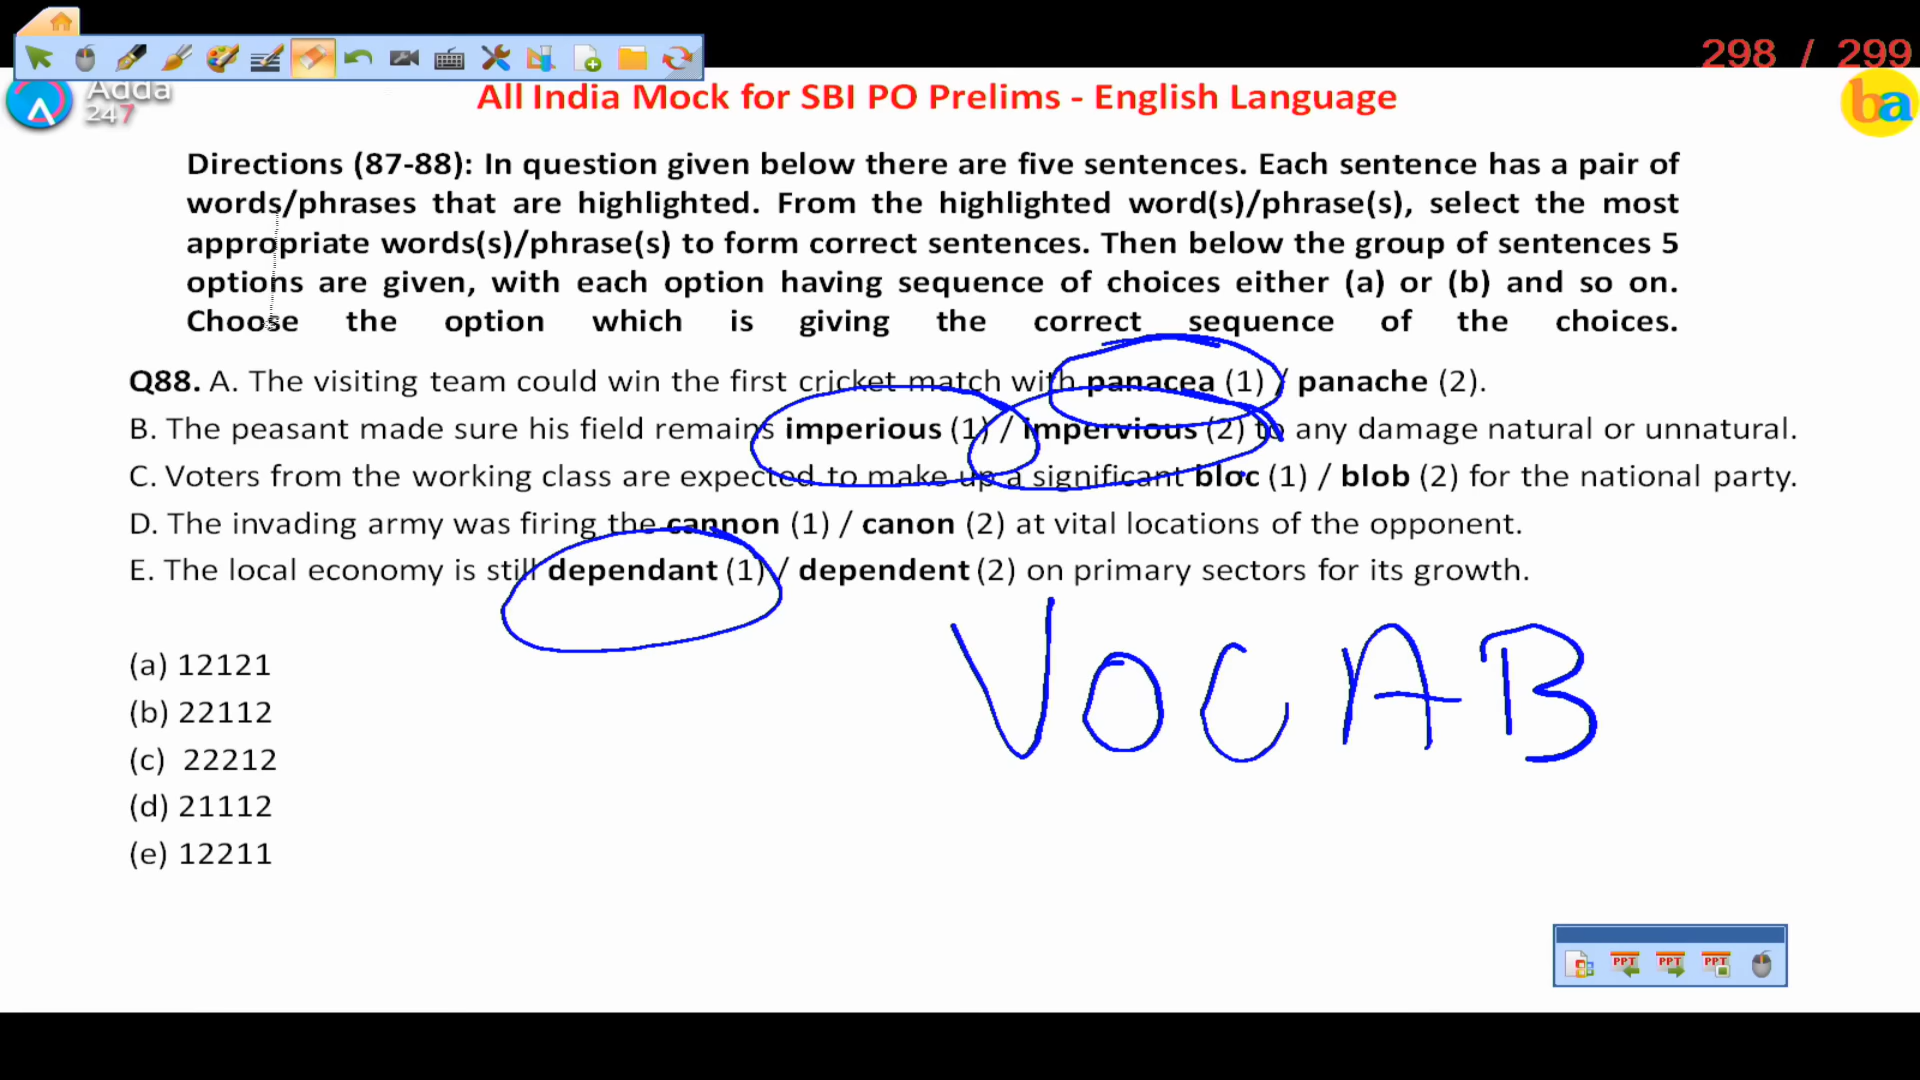 298 / 299
Adda
247
All India Mock for SBI PO Prelims - English Language
ba
Directions (87-88): In question given below there are five sentences. Each sentence has a pair of
words/phrases that are highlighted. From the highlighted word(s)/phrase(s), select the most
appropriate words(s)/phrase(s) to form correct sentences. Then below the group of sentences 5
options are given, with each option having sequence of choices either (a) or (b) and so on.
Choose the option which is giving the correct sequence of the choices.
Q88. A. The visiting team could win the first cricket match with panacea (1) / panache (2).
B. The peasant made sure his field remains imperious (1) / impervious (2) to any damage natural or unnatural.
C. Voters from the working class are expected to make up a significant bloc (1) / blob (2) for the national party.
D. The invading army was firing the cannon (1) / canon (2) at vital locations of the opponent.
E. The local economy is still dependant (1) / dependent (2) on primary sectors for its growth.
VOCAB
(a) 12121
(b) 22112
(c) 22212
(d) 21112
(e) 12211
PPT PPT PPT